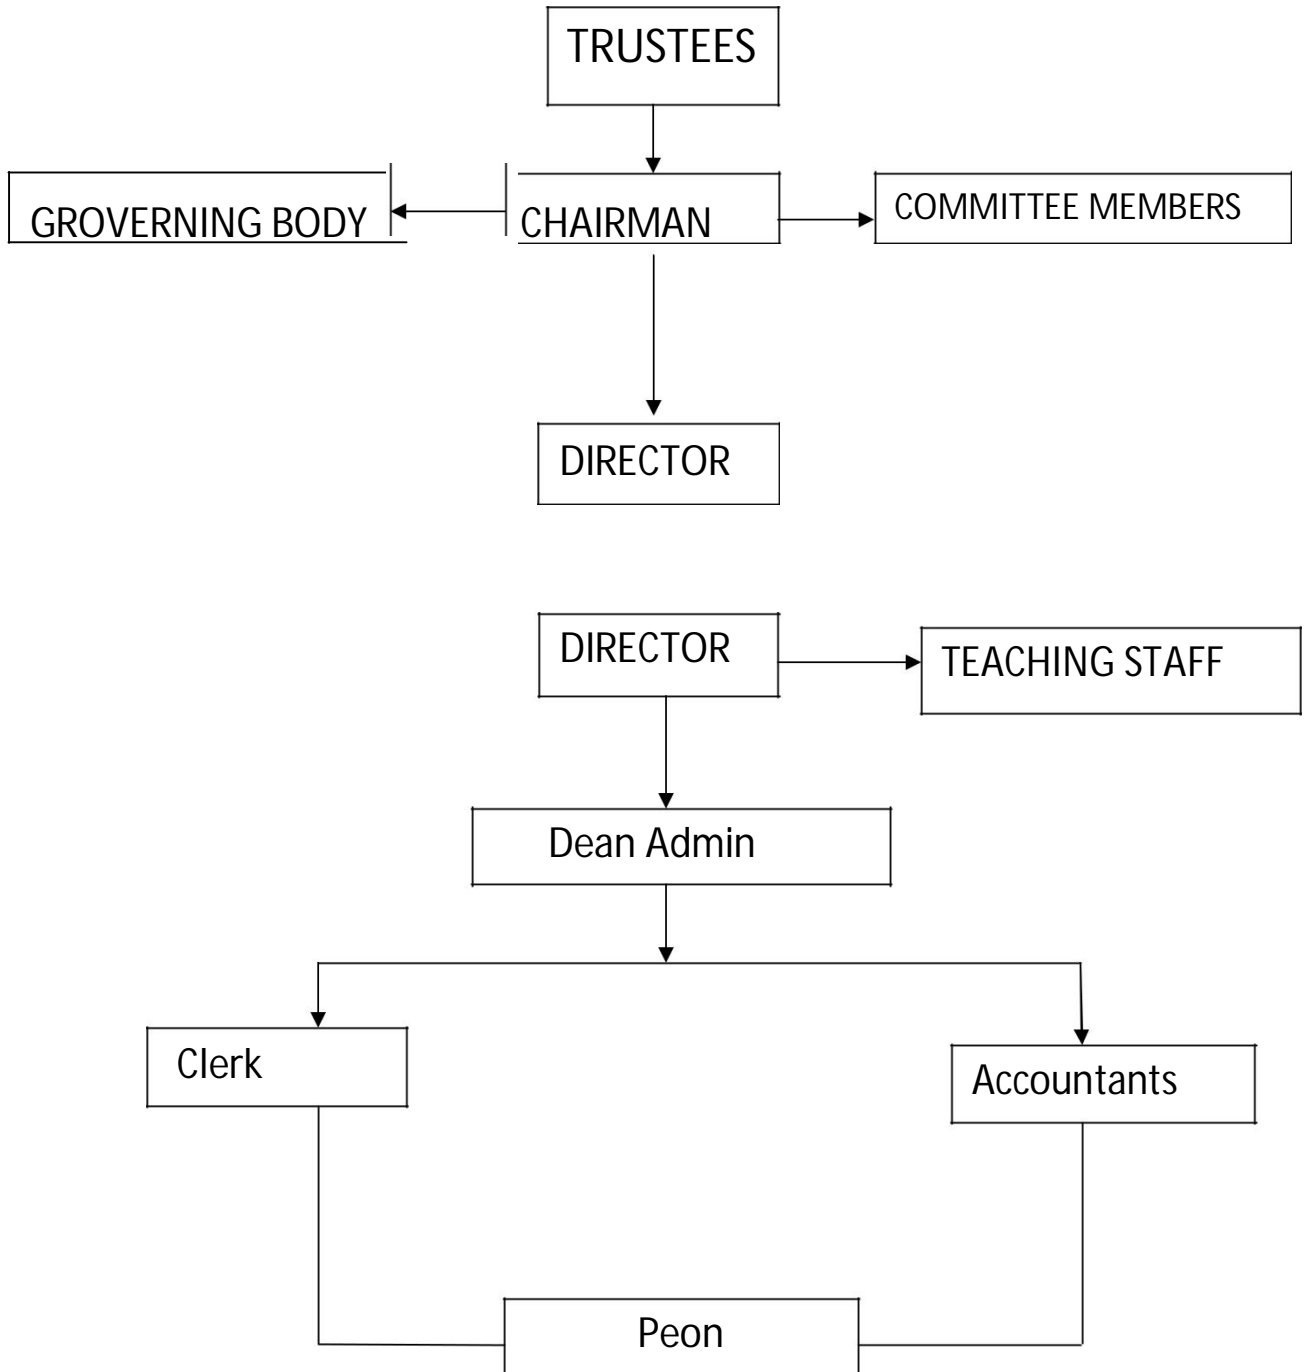 TRUSTEES
GROVERNING BODY
CHAIRMAN
COMMITTEE MEMBERS
DIRECTOR
DIRECTOR
TEACHING STAFF
Dean Admin
Clerk
Accountants
Peon